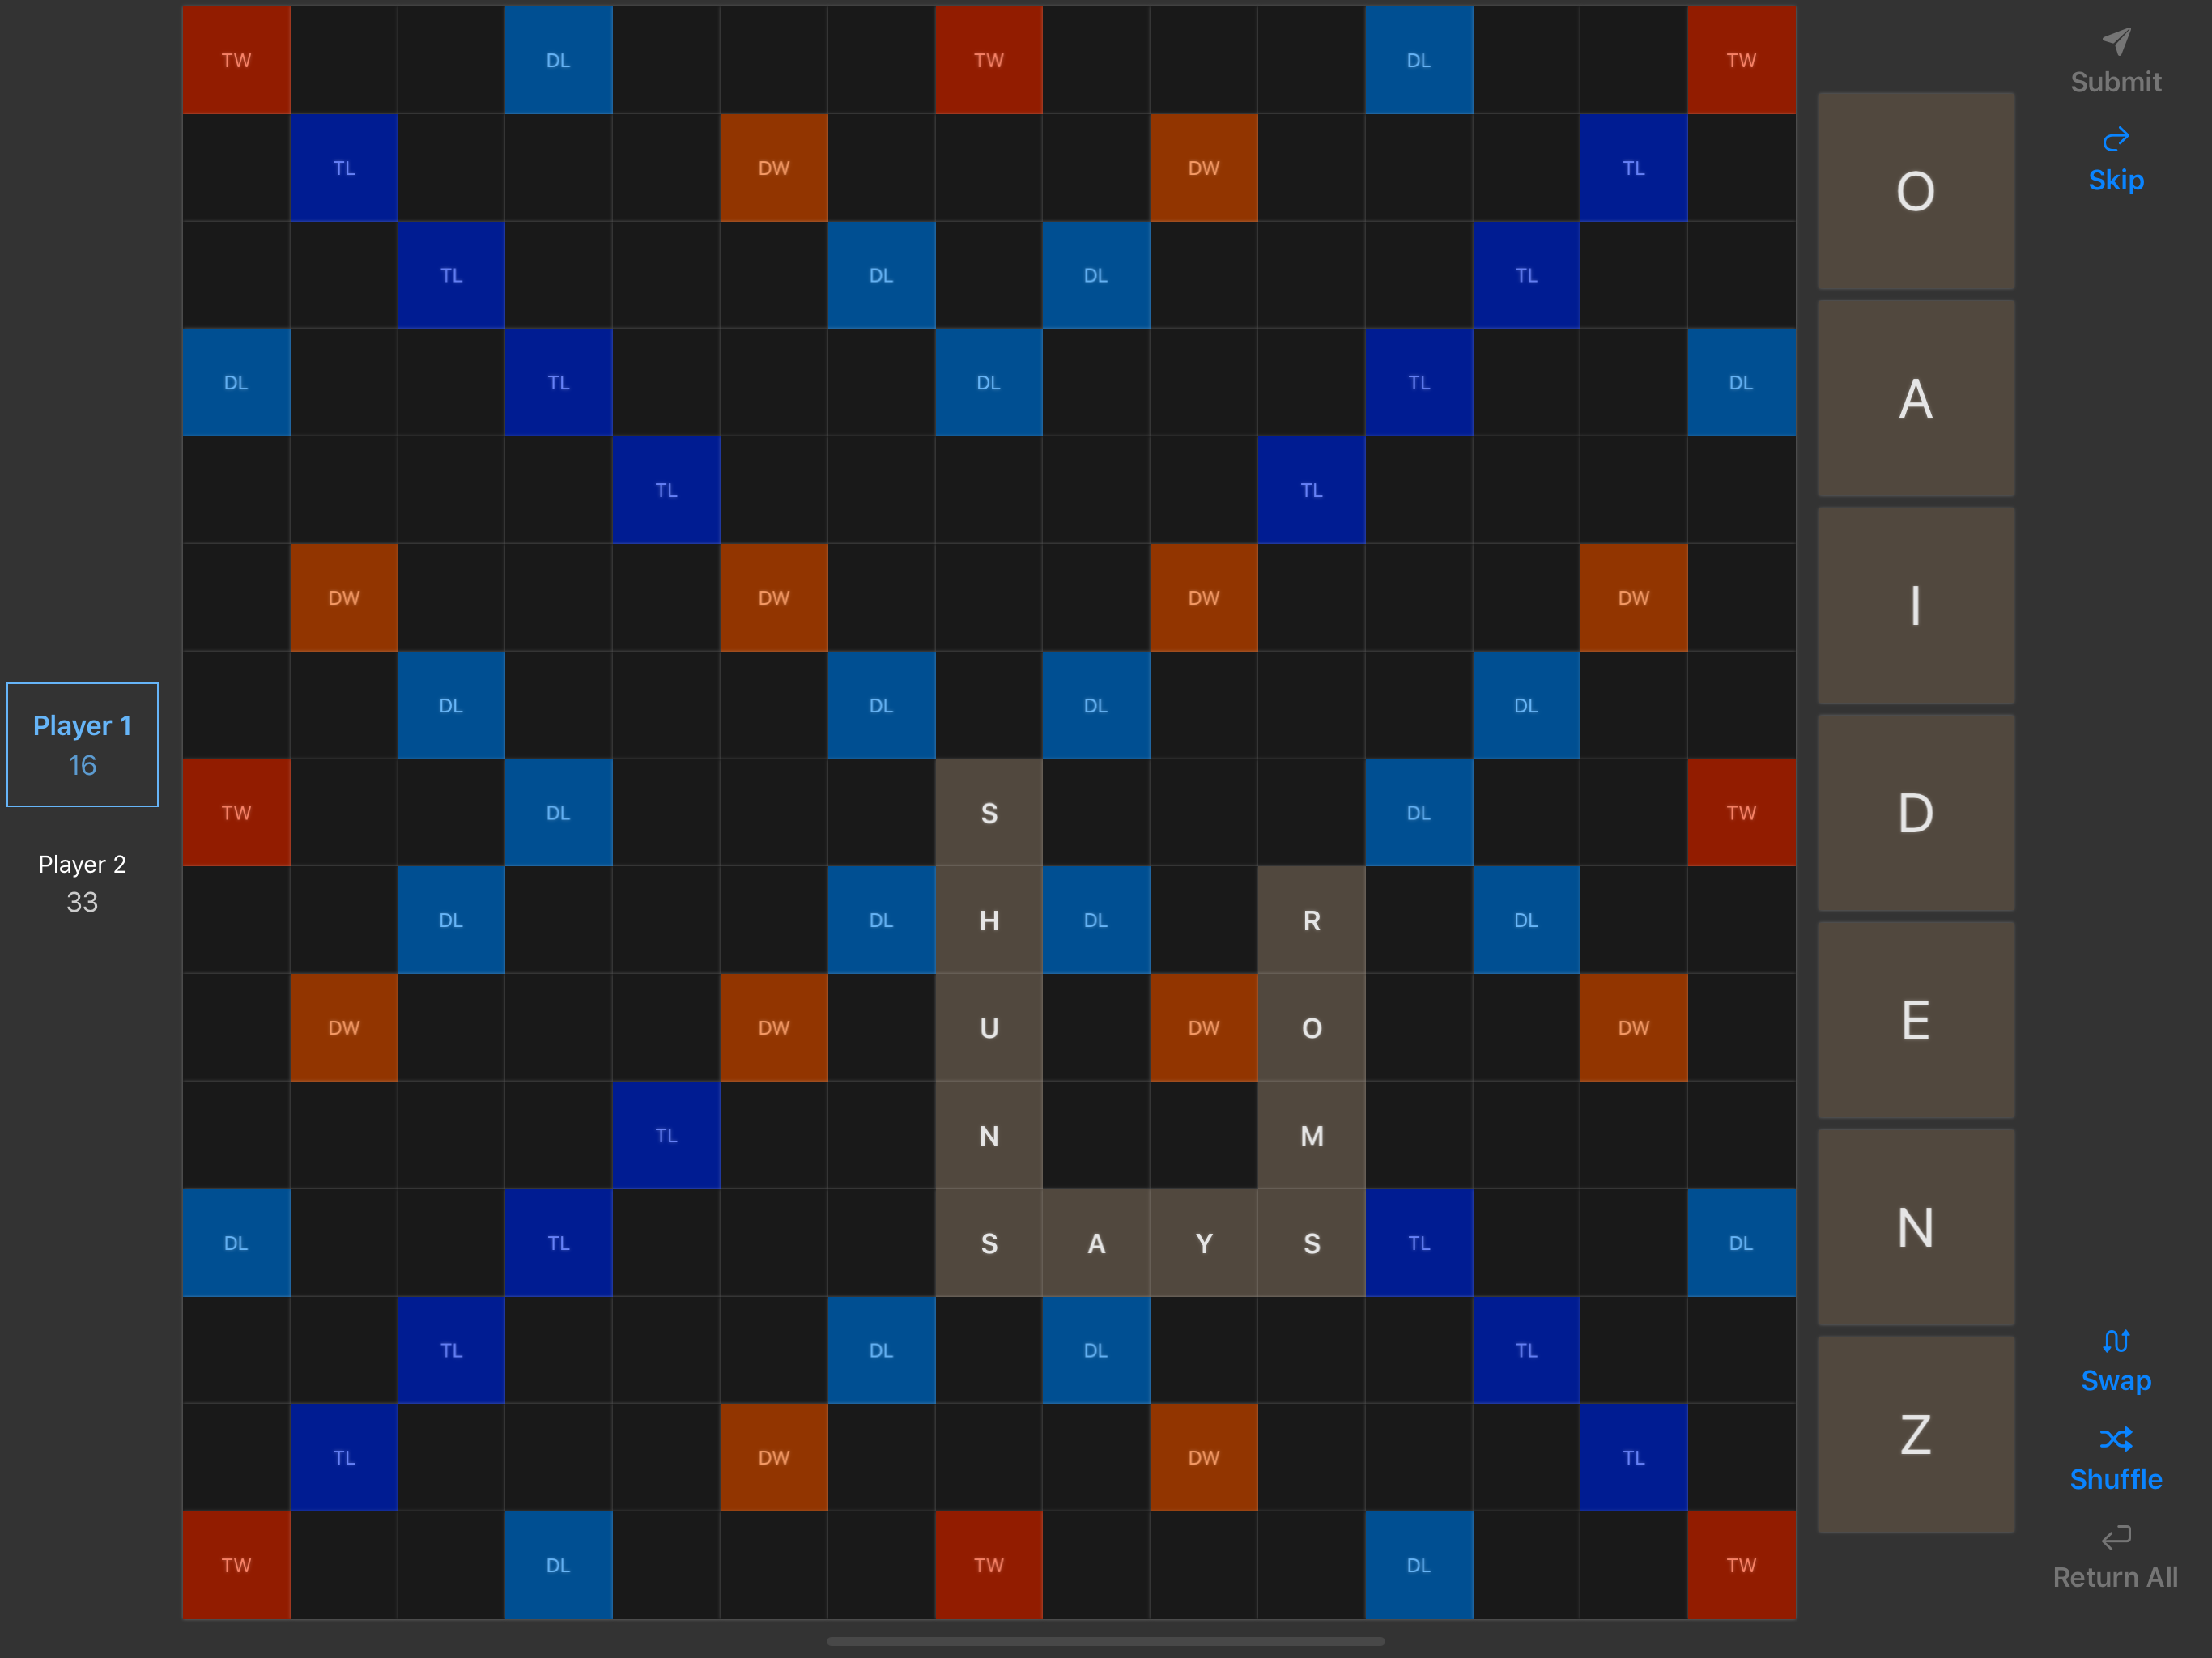 TW DL TW DL TW
Submit
TL DW DW TL
Skip
O
TL DL DL TL
DL TL DL TL DL
A
TL TL
DW DW DW DW
I
DL DL DL DL
Player 1
16
TW DL S DL TW
D
Player 2
33
DL DL H DL R DL
DW DW U DW O DW
E
TL N M
DL TL S A Y S TL DL
N
TL DL DL TL
Swap
TL DW DW TL
Z
Shuffle
TW DL TW DL TW
Return All